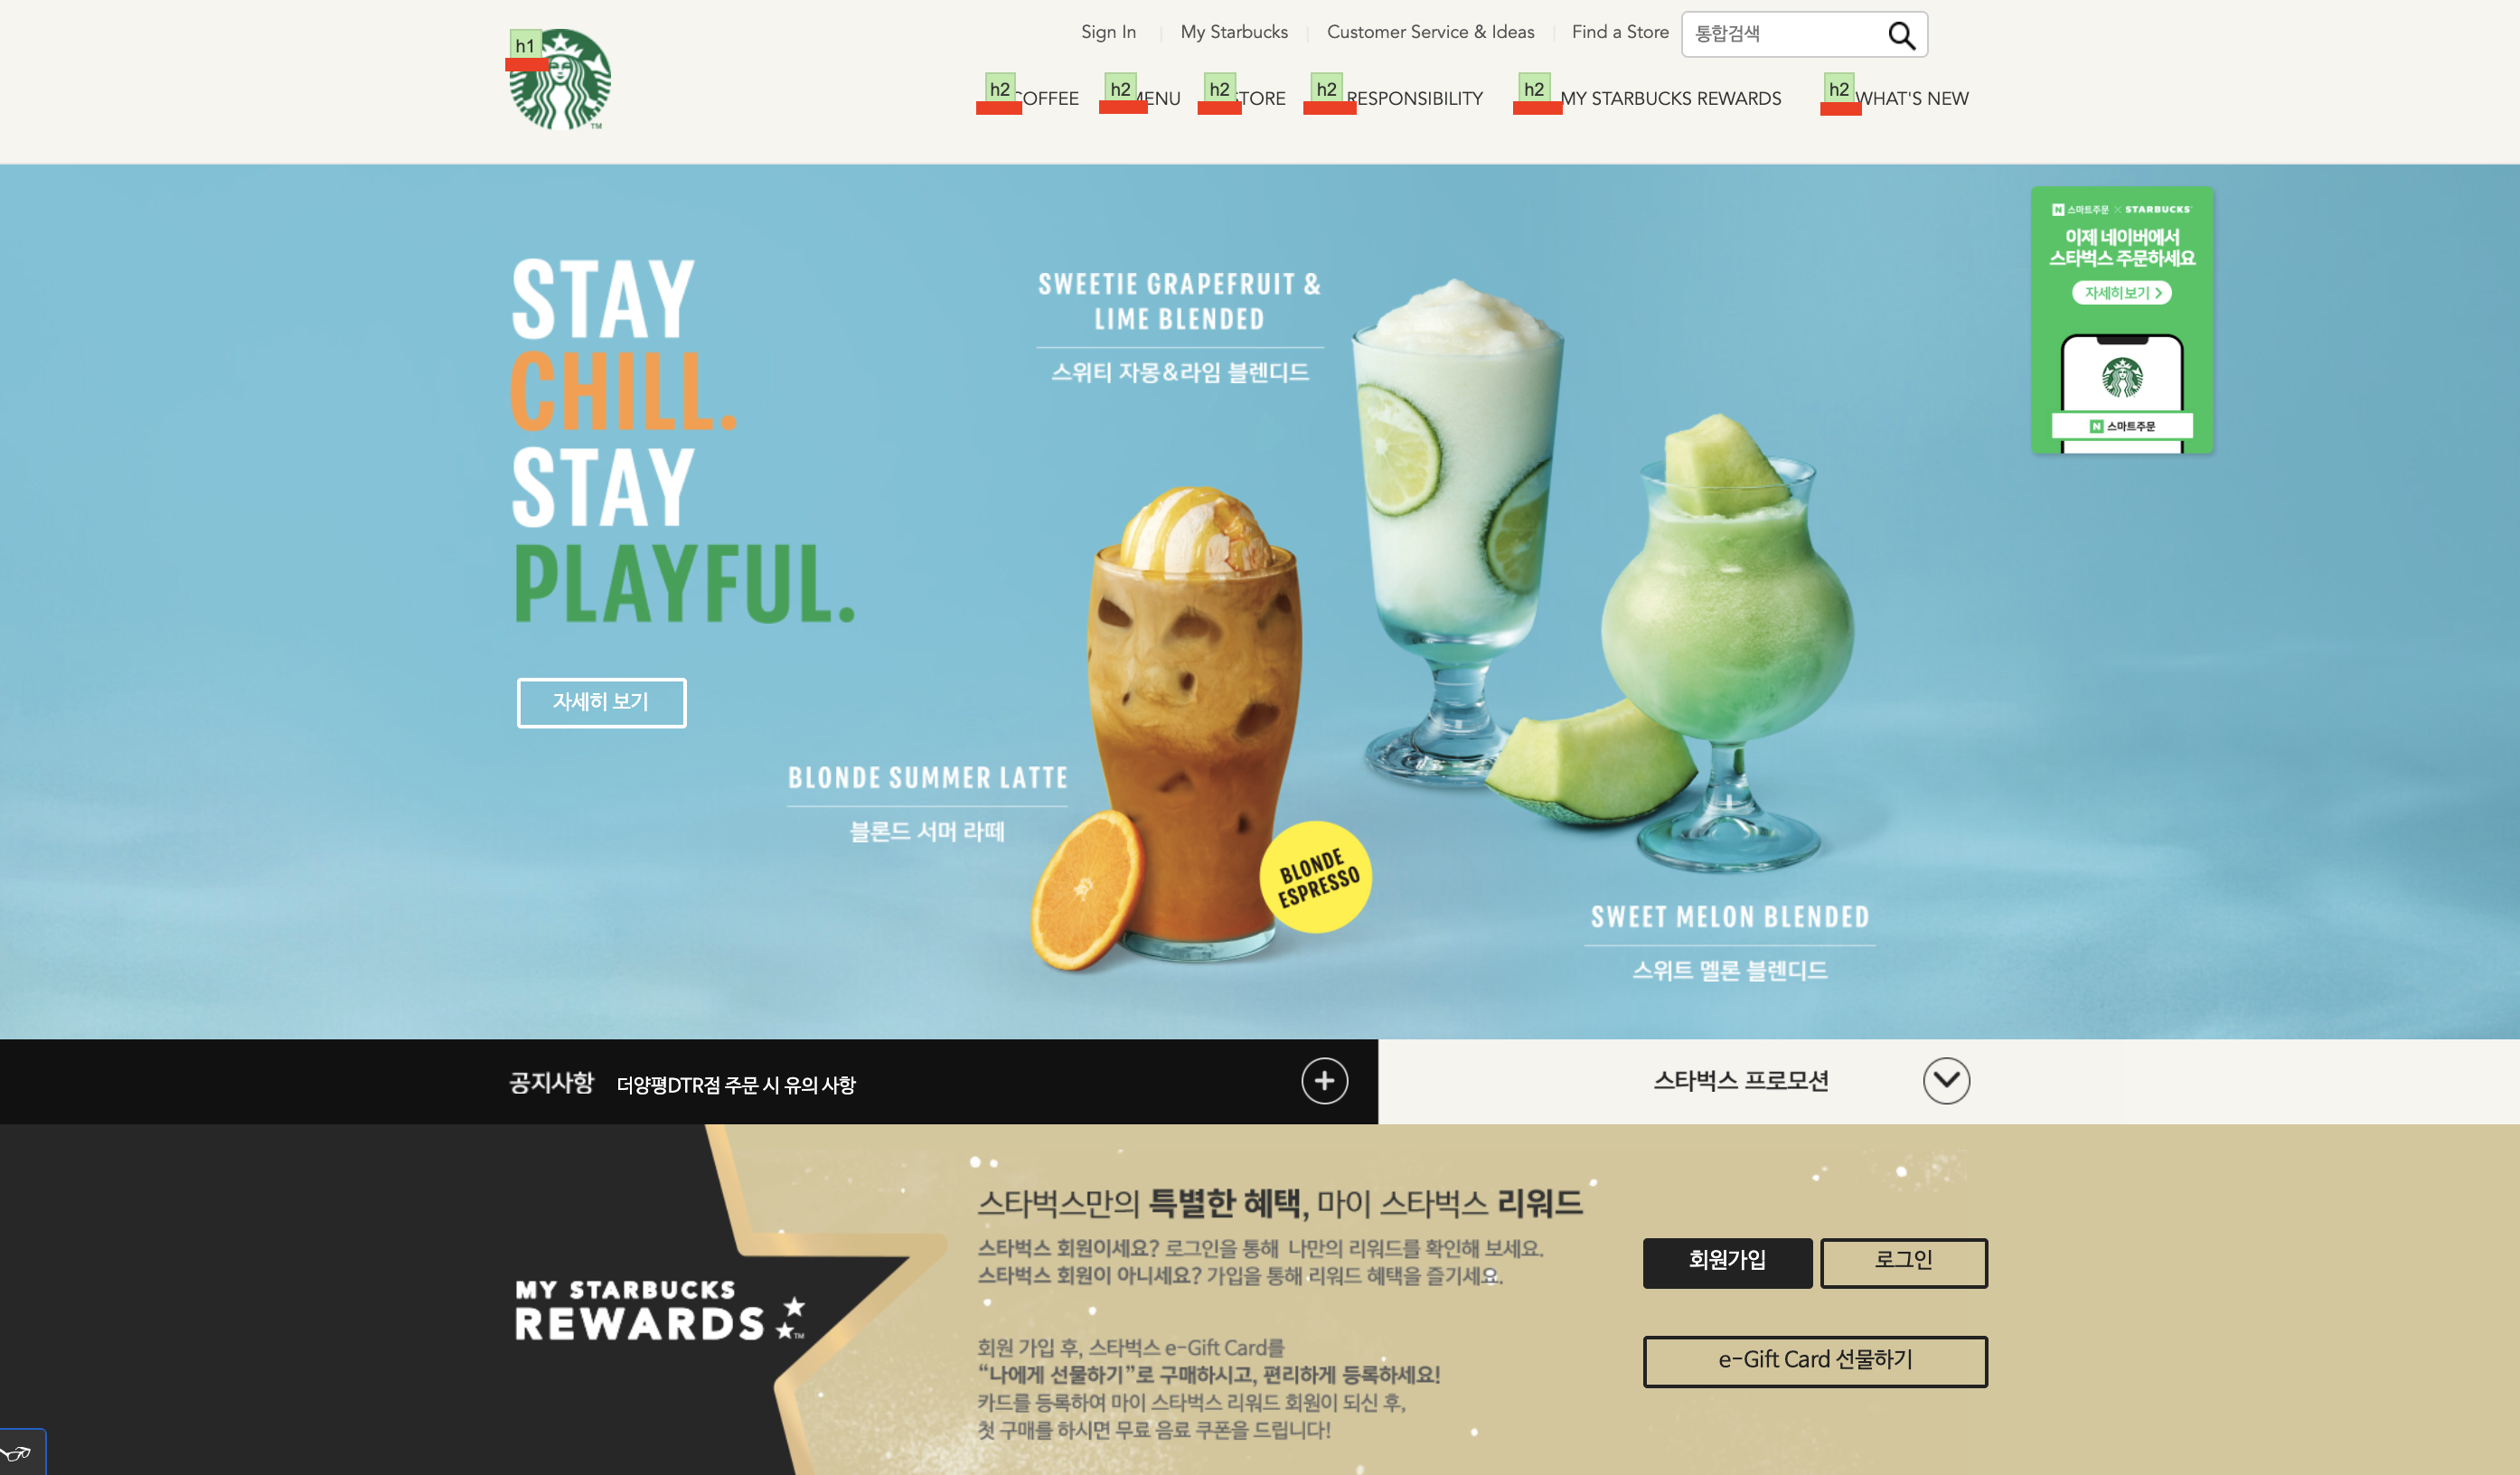 h1
Sign In
My Starbucks
Customer Service & Ideas
Find a Store
통합검색
h2 COFFEE
h2 MENU
h2 STORE
h2 RESPONSIBILITY
h2 MY STARBUCKS REWARDS
h2 WHAT'S NEW
STAY
CHILL.
STAY
PLAYFUL.
자세히 보기
SWEETIE GRAPEFRUIT &
LIME BLENDED
스위티 자몽&라임 블렌디드
N 스마트주문 × STARBUCKS
이제 네이버에서
스타벅스 주문하세요
자세히보기 >
N 스마트주문
BLONDE SUMMER LATTE
블론드 서머 라떼
BLONDE
ESPRESSO
SWEET MELON BLENDED
스위트 멜론 블렌디드
공지사항
더양평DTR점 주문 시 유의 사항
스타벅스 프로모션
MY STARBUCKS
REWARDS
스타벅스만의 특별한 혜택, 마이 스타벅스 리워드
스타벅스 회원이세요? 로그인을 통해 나만의 리워드를 확인해 보세요.
스타벅스 회원이 아니세요? 가입을 통해 리워드 혜택을 즐기세요.
회원 가입 후, 스타벅스 e-Gift Card를
“나에게 선물하기”로 구매하시고, 편리하게 등록하세요!
카드를 등록하여 마이 스타벅스 리워드 회원이 되신 후,
첫 구매를 하시면 무료 음료 쿠폰을 드립니다!
회원가입
로그인
e-Gift Card 선물하기